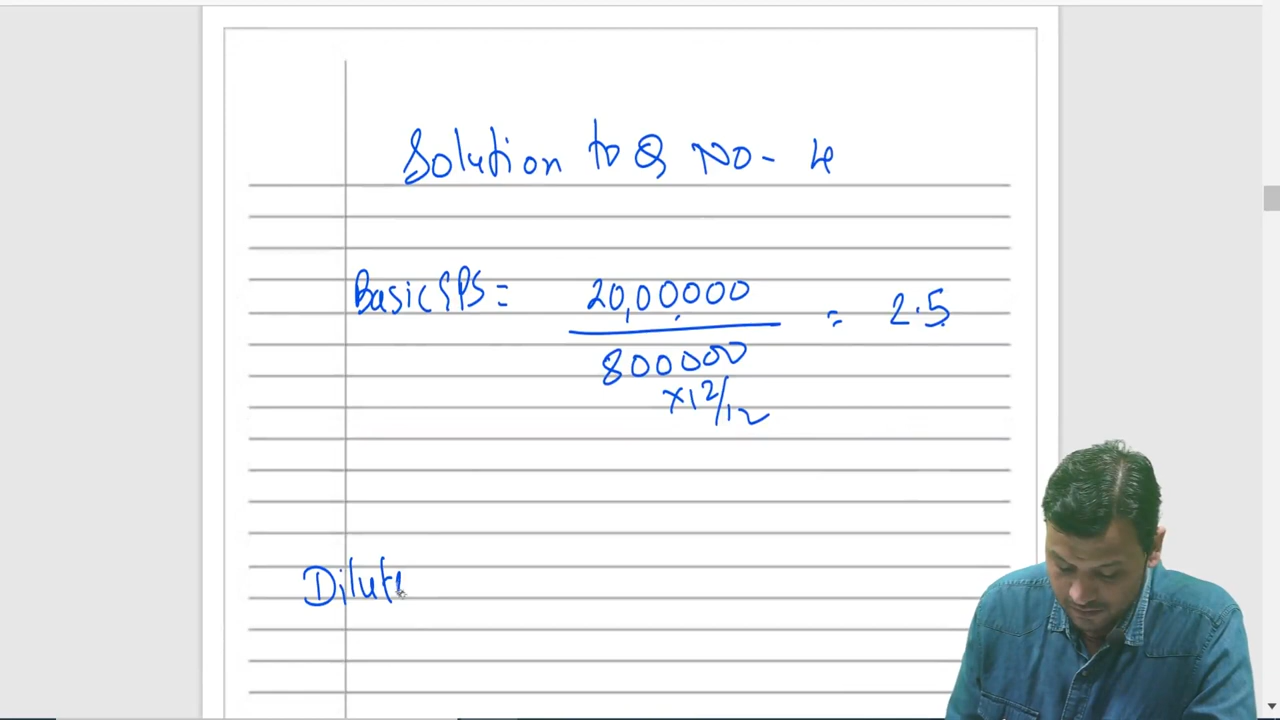 Solution to Q NO- 4
Basic EPS = 20,00000 = 2.5
800000
x12/12
Dilute